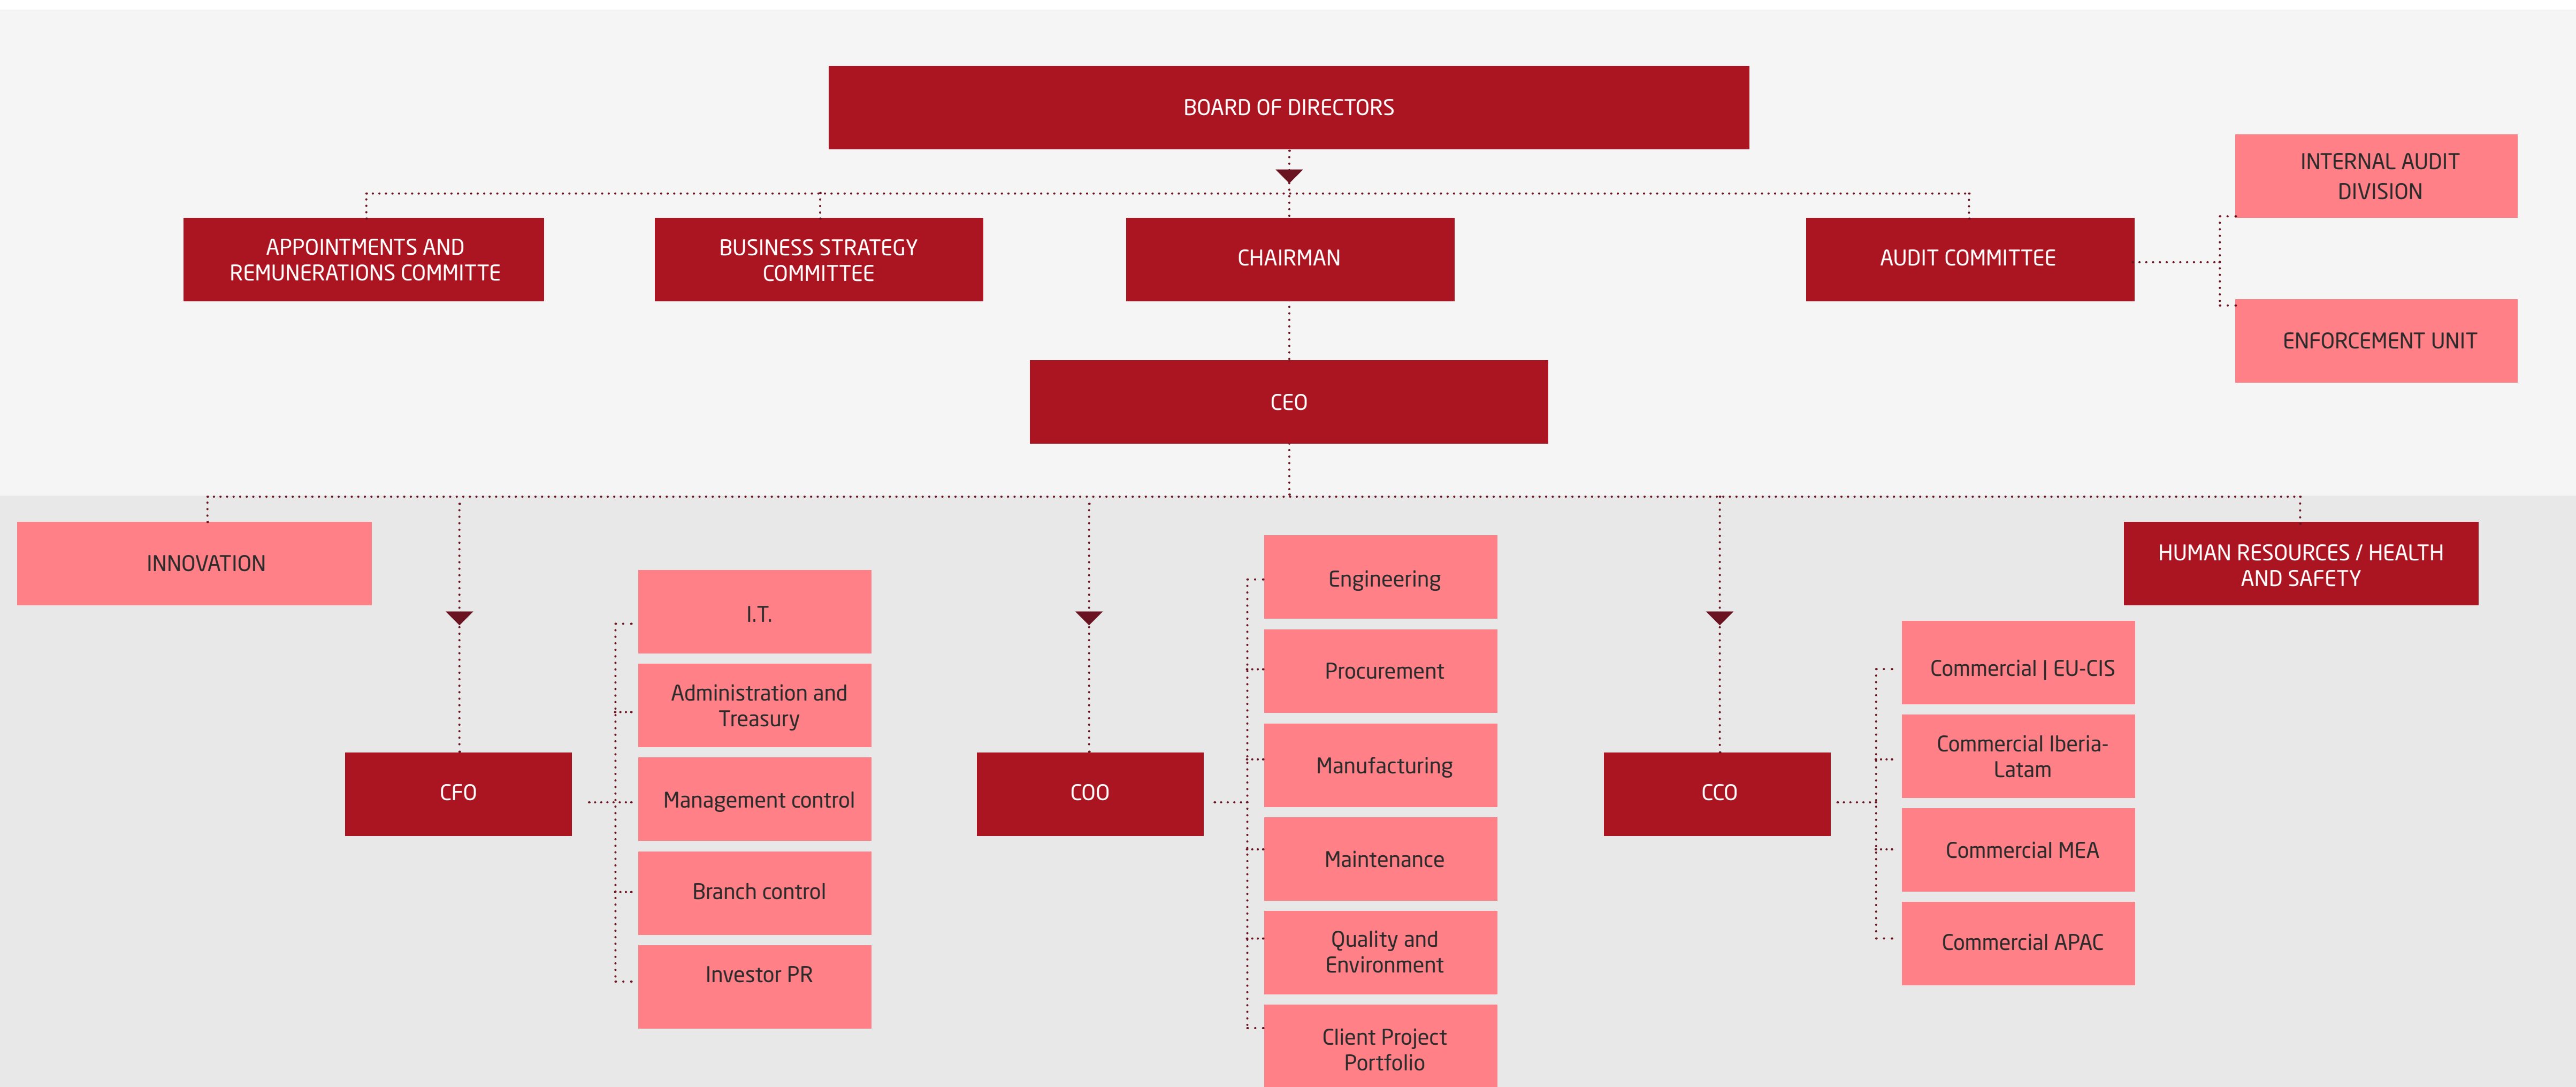 BOARD OF DIRECTORS
INTERNAL AUDIT
DIVISION
APPOINTMENTS AND
REMUNERATIONS COMMITTE
BUSINESS STRATEGY
COMMITTEE
CHAIRMAN
AUDIT COMMITTEE
ENFORCEMENT UNIT
CEO
INNOVATION
HUMAN RESOURCES / HEALTH
AND SAFETY
CFO
I.T.
Administration and
Treasury
Management control
Branch control
Investor PR
COO
Engineering
Procurement
Manufacturing
Maintenance
Quality and
Environment
Client Project
Portfolio
CCO
Commercial | EU-CIS
Commercial Iberia-
Latam
Commercial MEA
Commercial APAC